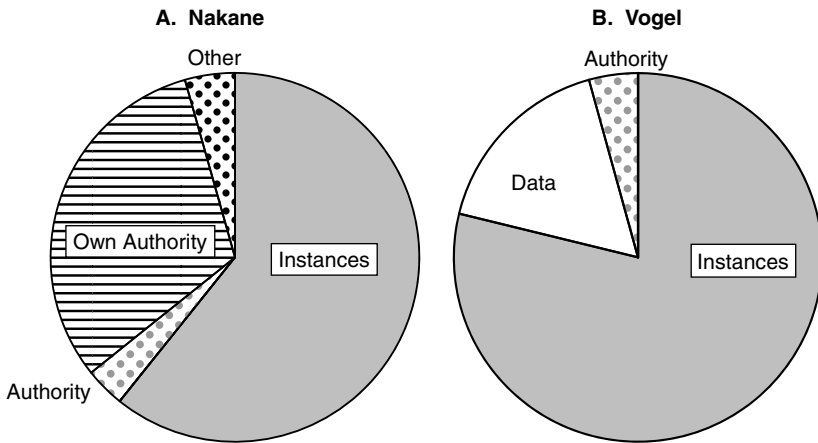 A. Nakane
Other
Own Authority
Instances
Authority
B. Vogel
Authority
Data
Instances